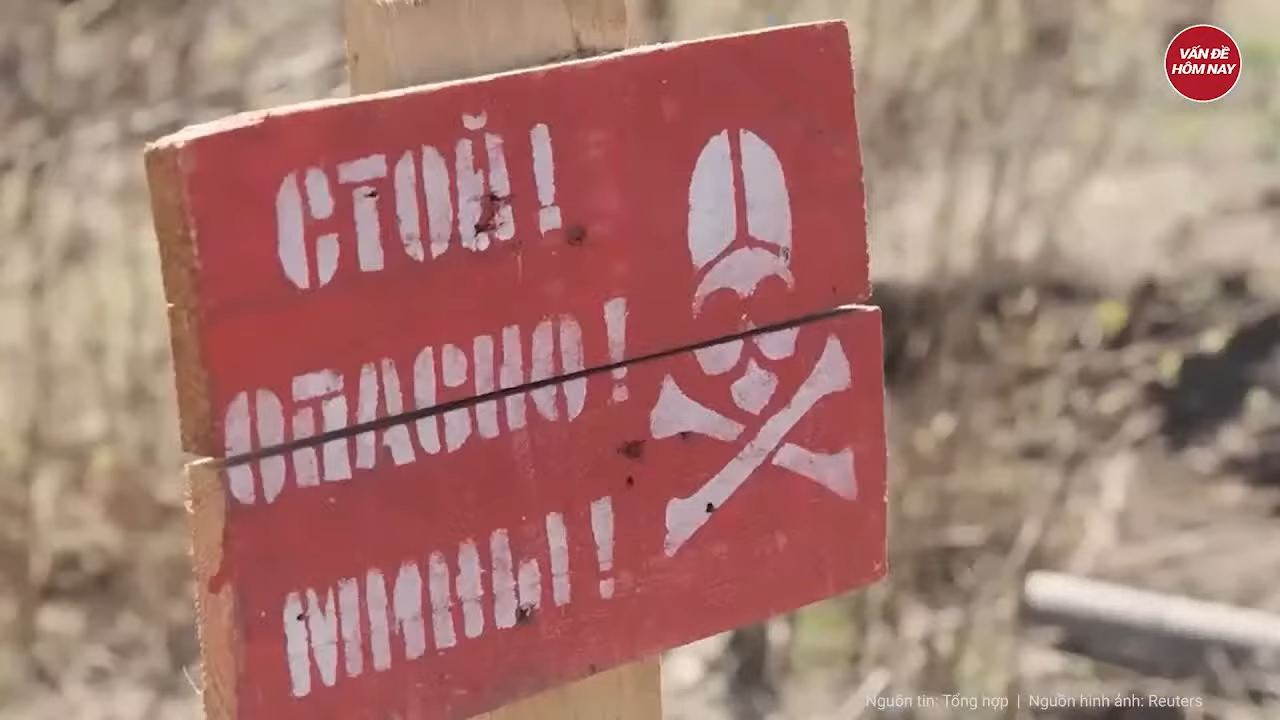 СТОЙ!
ОПАСНО!
МИНЫ!
VẤN ĐỀ
HÔM NAY
Nguồn tin: Tổng hợp | Nguồn hình ảnh: Reuters